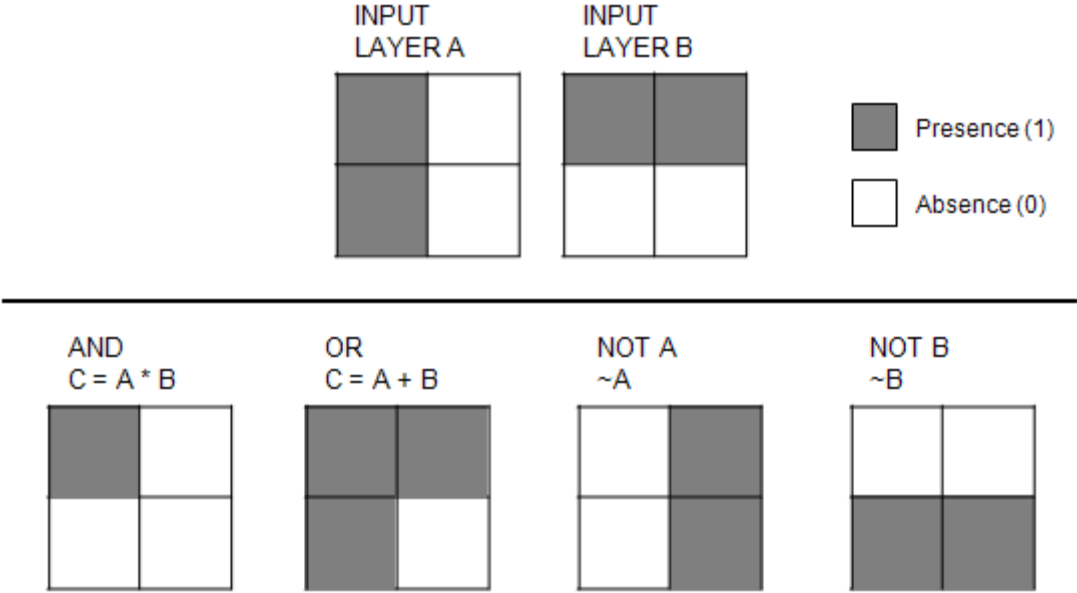 INPUT
LAYER A
INPUT
LAYER B
Presence (1)
Absence (0)
AND
C = A * B
OR
C = A + B
NOT A
~A
NOT B
~B